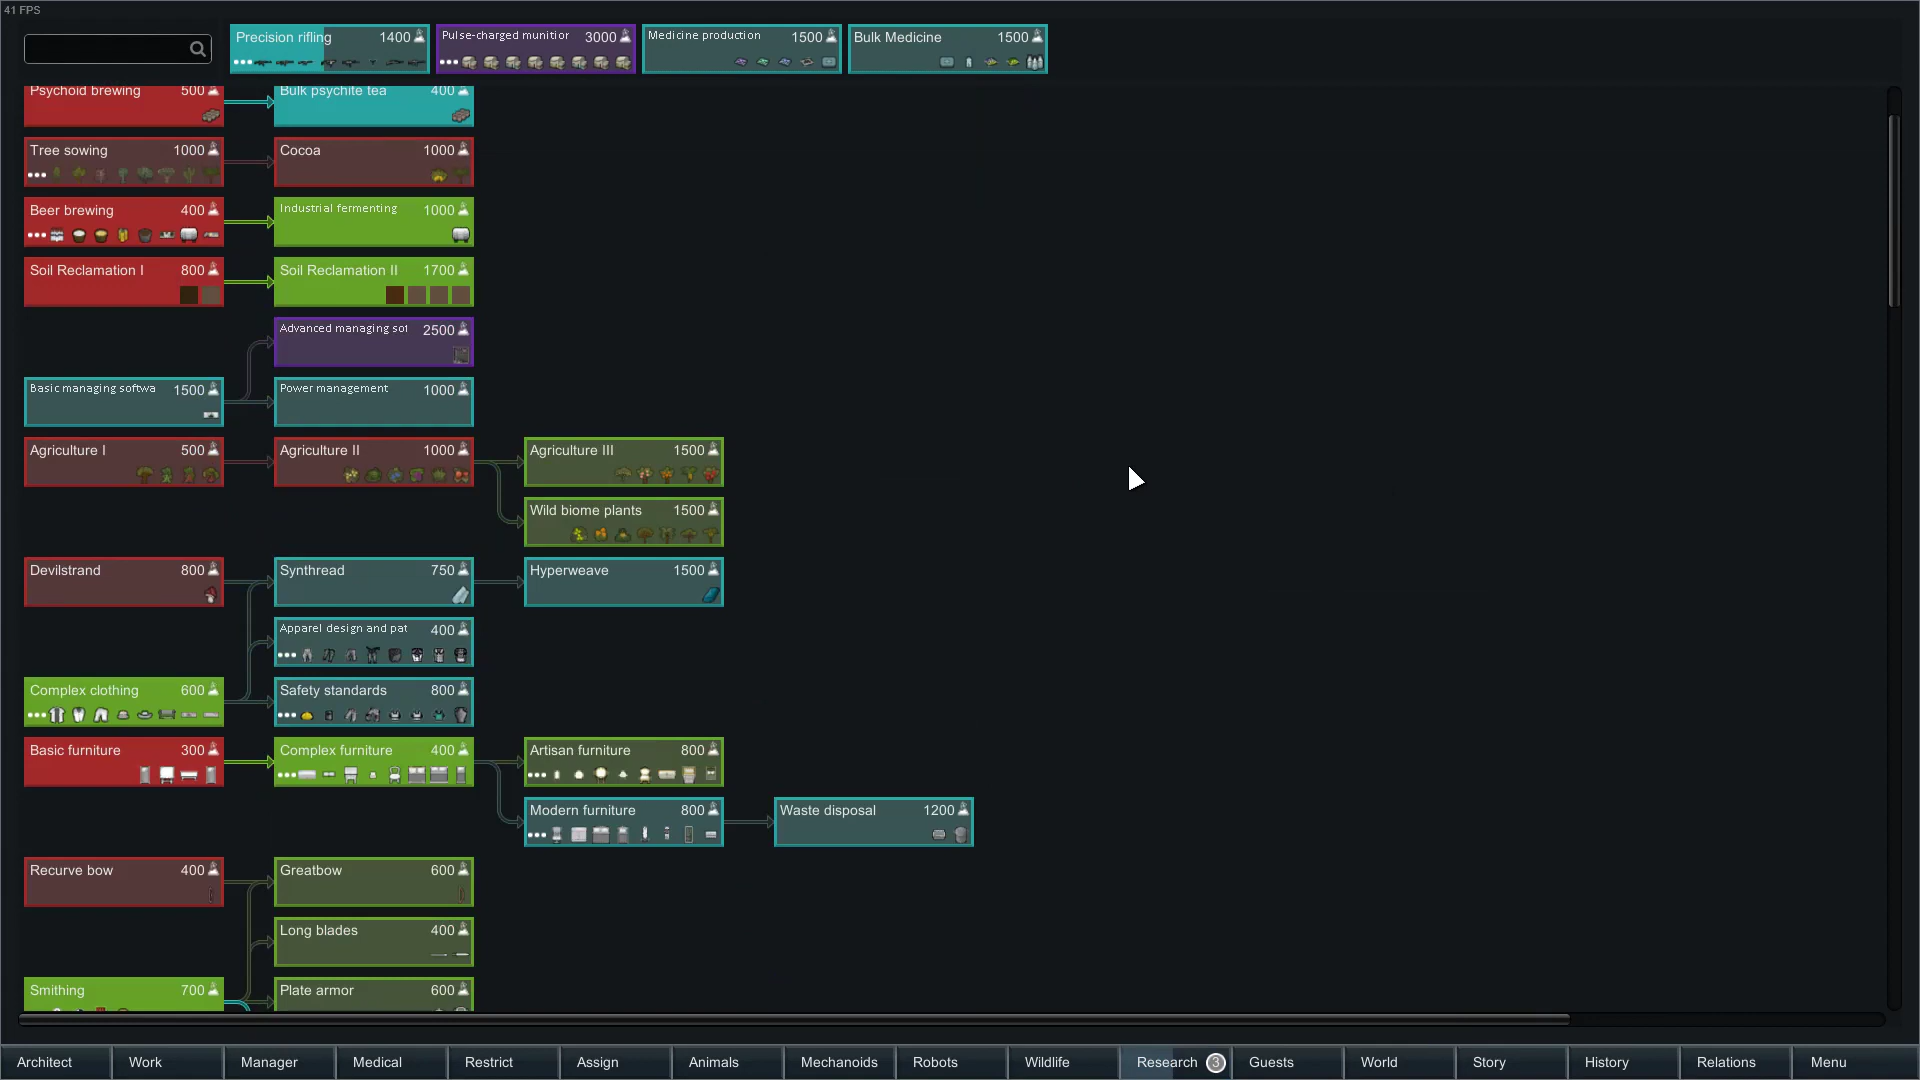 41 FPS
Precision rifling 1400
Pulse-charged munitior 3000
Medicine production 1500
Bulk Medicine 1500
Psychoid brewing 500
Bulk psychite tea 400
Tree sowing 1000
Cocoa 1000
Beer brewing 400
Industrial fermenting 1000
Soil Reclamation I 800
Soil Reclamation II 1700
Advanced managing sof 2500
Basic managing softwa 1500
Power management 1000
Agriculture I 500
Agriculture II 1000
Agriculture III 1500
Wild biome plants 1500
Devilstrand 800
Synthread 750
Hyperweave 1500
Apparel design and pat 400
Complex clothing 600
Safety standards 800
Basic furniture 300
Complex furniture 400
Artisan furniture 800
Modern furniture 800
Waste disposal 1200
Recurve bow 400
Greatbow 600
Long blades 400
Smithing 700
Plate armor 600
Architect Work Manager Medical Restrict Assign Animals Mechanoids Robots Wildlife Research 3 Guests World Story History Relations Menu